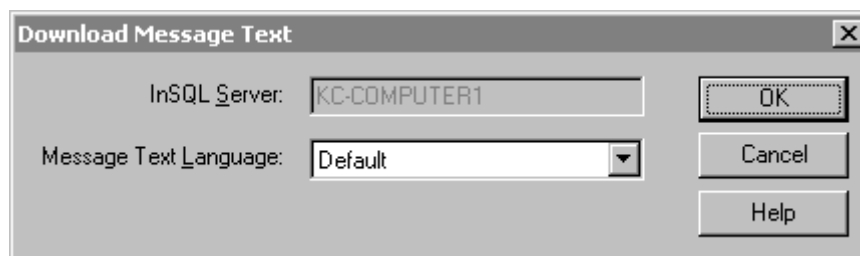 Download Message Text
InSQL Server: KC-COMPUTER1 OK
Message Text Language: Default Cancel
Help